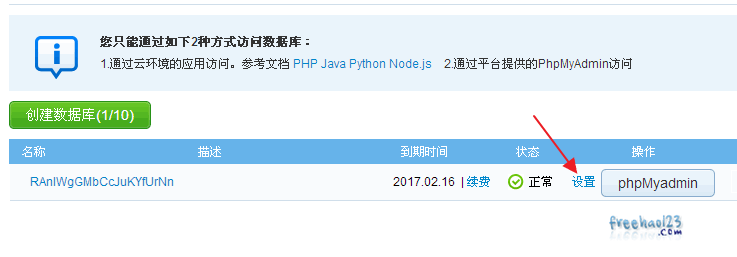 您只能通过如下2种方式访问数据库：
1.通过云环境的应用访问。参考文档 PHP Java Python Node.js 2.通过平台提供的PhpMyAdmin访问
创建数据库(1/10)
名称 描述 到期时间 状态 操作
RAnIWgGMbCcJuKYfUrNn 2017.02.16 | 续费 正常 设置 phpMyadmin
freehao123
.com